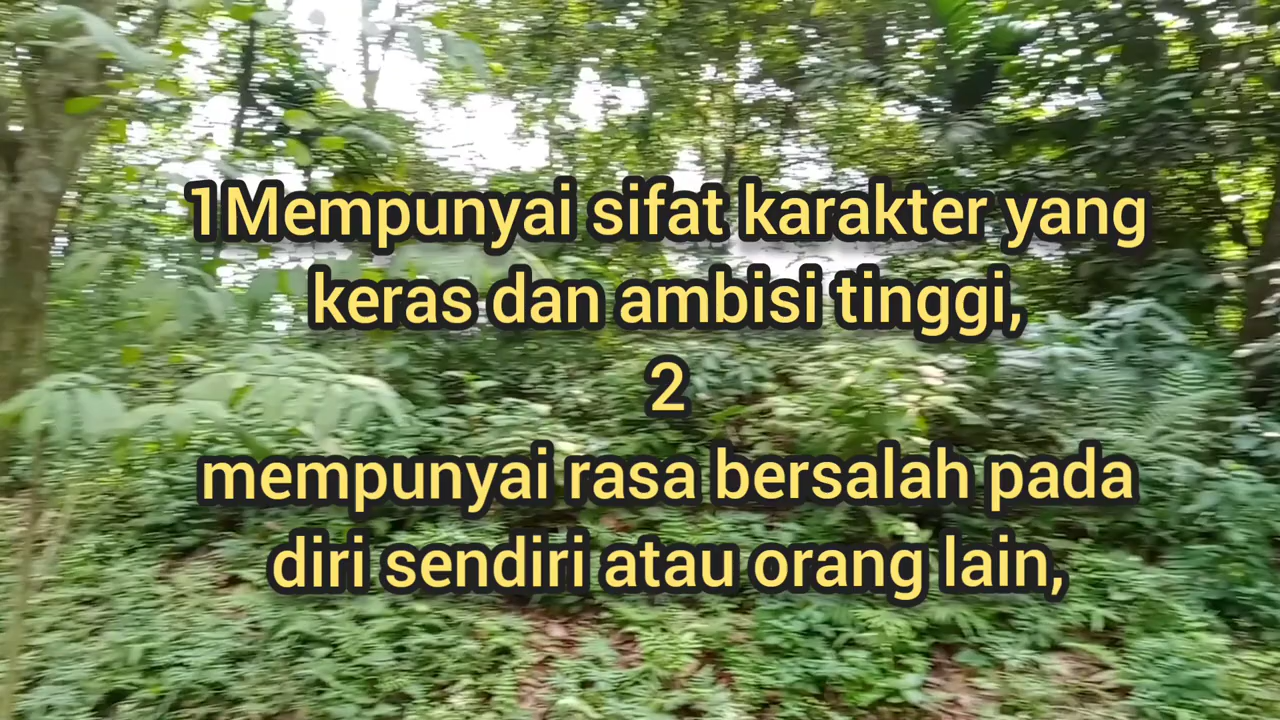 1Mempunyai sifat karakter yang
keras dan ambisi tinggi,
2
mempunyai rasa bersalah pada
diri sendiri atau orang lain,